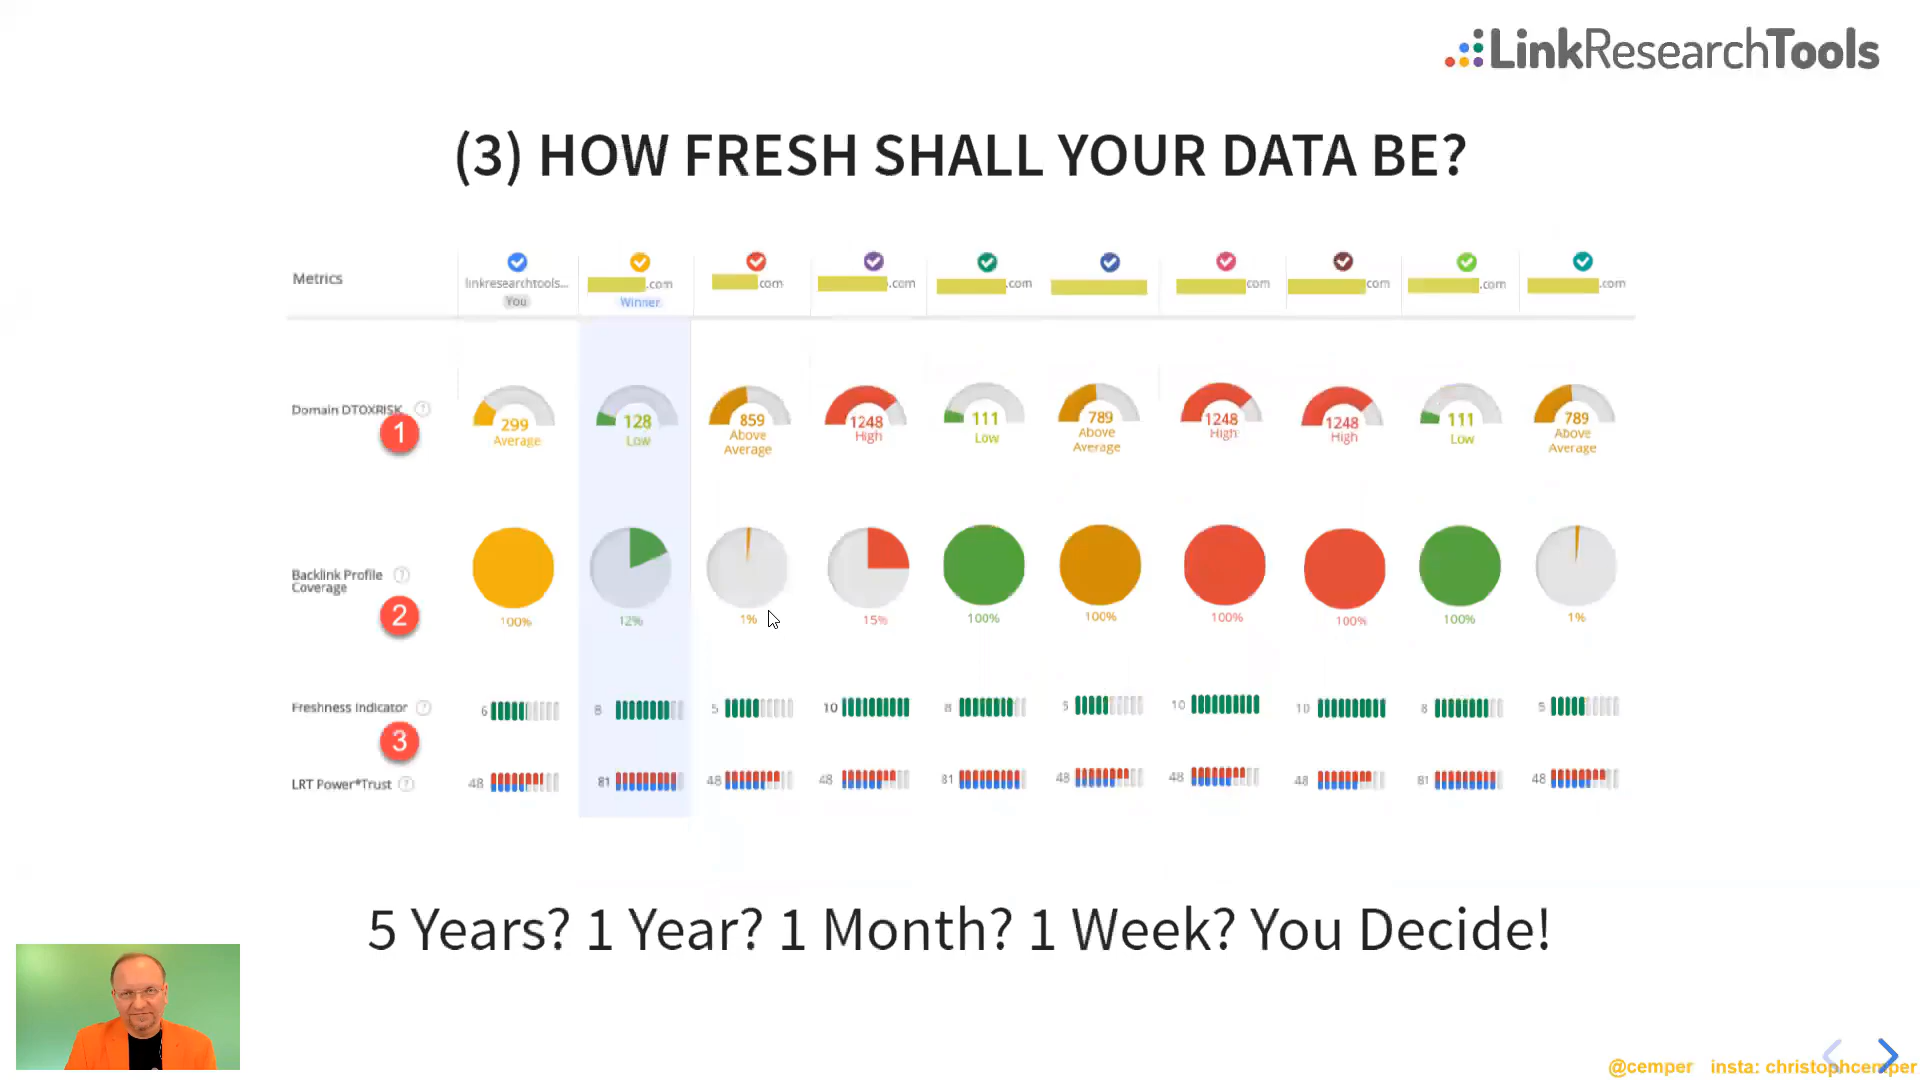 LinkResearchTools
(3) HOW FRESH SHALL YOUR DATA BE?
Metrics
linkresearchtools... .com com .com .com com com .com .com
You Winner
Domain DTOXRISK ?
1
299 128 859 1248 111 789 1248 1248 111 789
Average Low Above Average High Low Above Average High High Low Above Average
Backlink Profile ?
Coverage
2
100% 12% 1% 15% 100% 100% 100% 100% 100% 1%
Freshness Indicator ?
6 8 5 10 8 5 10 10 8 5
3
LRT Power*Trust ?
48 81 48 48 81 48 48 48 81 48
5 Years? 1 Year? 1 Month? 1 Week? You Decide!
@cemper insta: christophcemper